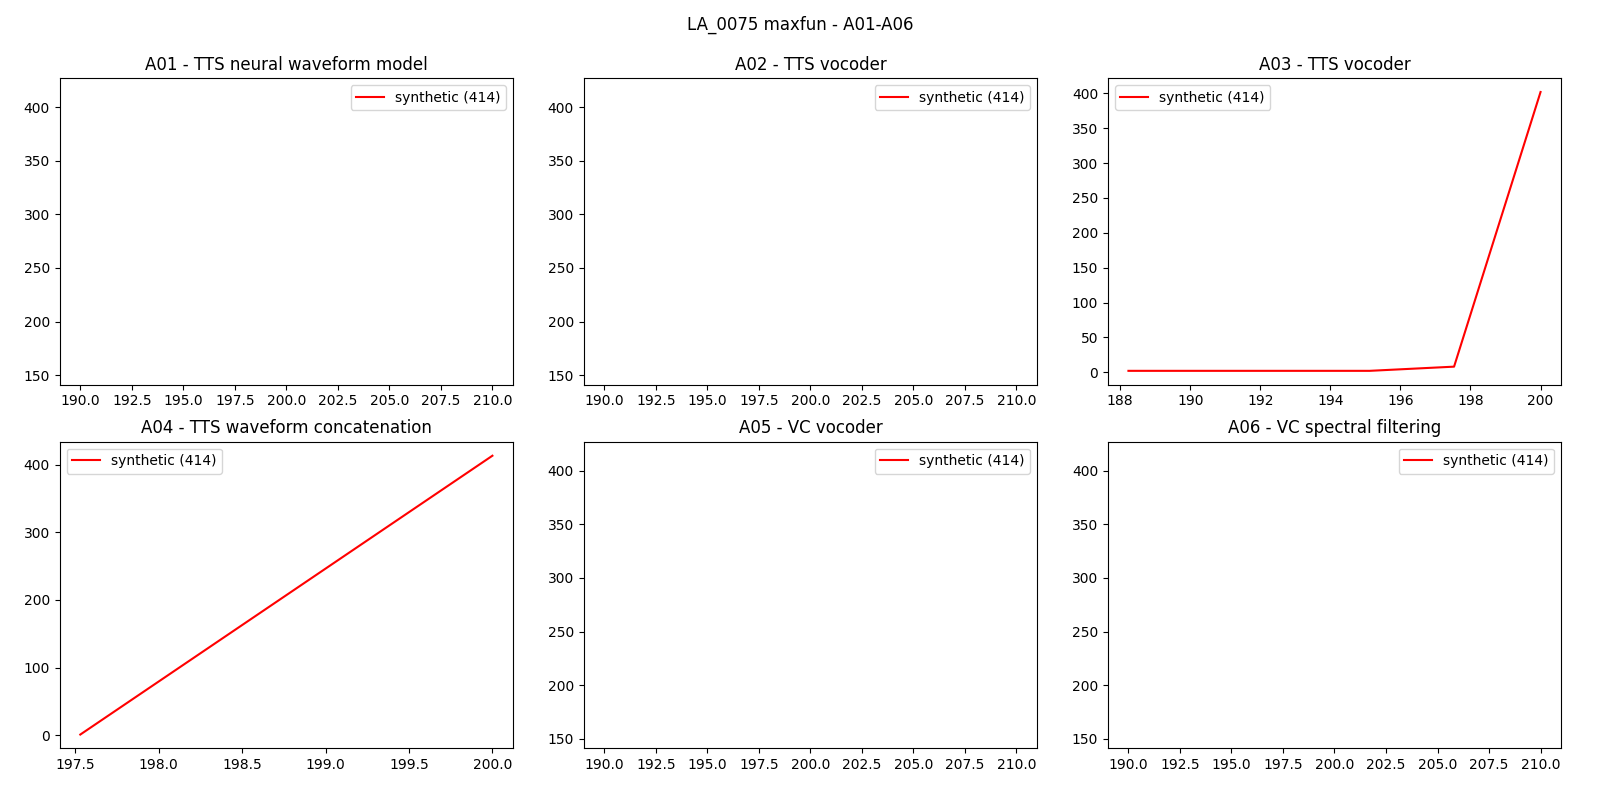 LA_0075 maxfun - A01-A06
A01 - TTS neural waveform model
synthetic (414)
400
350
300
250
200
150
190.0 192.5 195.0 197.5 200.0 202.5 205.0 207.5 210.0
A02 - TTS vocoder
synthetic (414)
400
350
300
250
200
150
190.0 192.5 195.0 197.5 200.0 202.5 205.0 207.5 210.0
A03 - TTS vocoder
synthetic (414)
400
350
300
250
200
150
100
50
0
188 190 192 194 196 198 200
A04 - TTS waveform concatenation
synthetic (414)
400
300
200
100
0
197.5 198.0 198.5 199.0 199.5 200.0
A05 - VC vocoder
synthetic (414)
400
350
300
250
200
150
190.0 192.5 195.0 197.5 200.0 202.5 205.0 207.5 210.0
A06 - VC spectral filtering
synthetic (414)
400
350
300
250
200
150
190.0 192.5 195.0 197.5 200.0 202.5 205.0 207.5 210.0